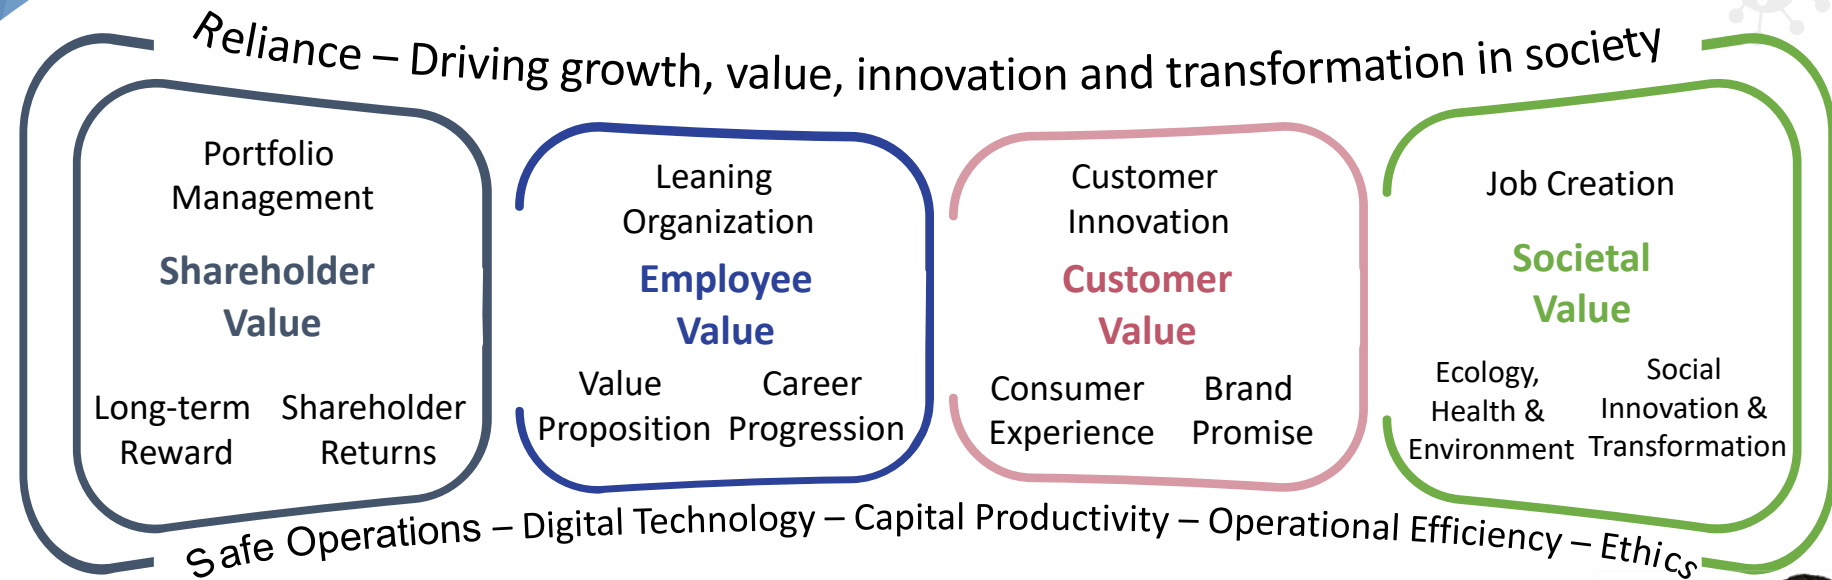 Reliance – Driving growth, value, innovation and transformation in society
Portfolio
Management
Shareholder
Value
Long-term
Reward
Shareholder
Returns
Leaning
Organization
Employee
Value
Value
Proposition
Career
Progression
Customer
Innovation
Customer
Value
Consumer
Experience
Brand
Promise
Job Creation
Societal
Value
Ecology,
Health &
Environment
Social
Innovation &
Transformation
Safe Operations – Digital Technology – Capital Productivity – Operational Efficiency – Ethics